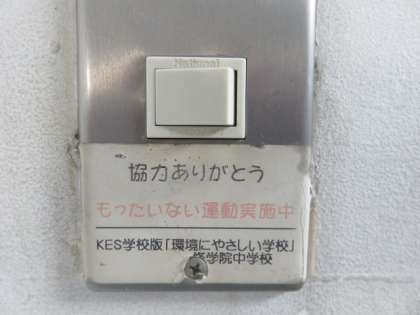 National
協力ありがとう
もったいない運動実施中
KES学校版「環境にやさしい学校」
修学院中学校